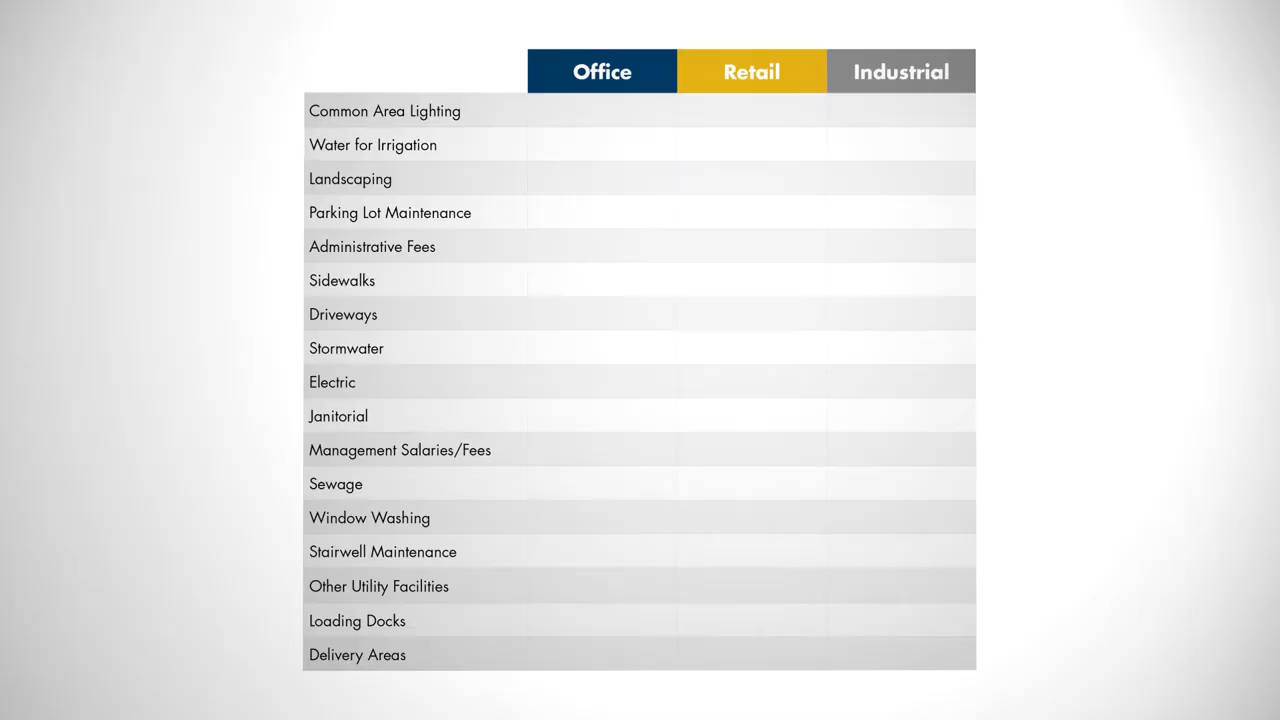 Office Retail Industrial
Common Area Lighting
Water for Irrigation
Landscaping
Parking Lot Maintenance
Administrative Fees
Sidewalks
Driveways
Stormwater
Electric
Janitorial
Management Salaries/Fees
Sewage
Window Washing
Stairwell Maintenance
Other Utility Facilities
Loading Docks
Delivery Areas